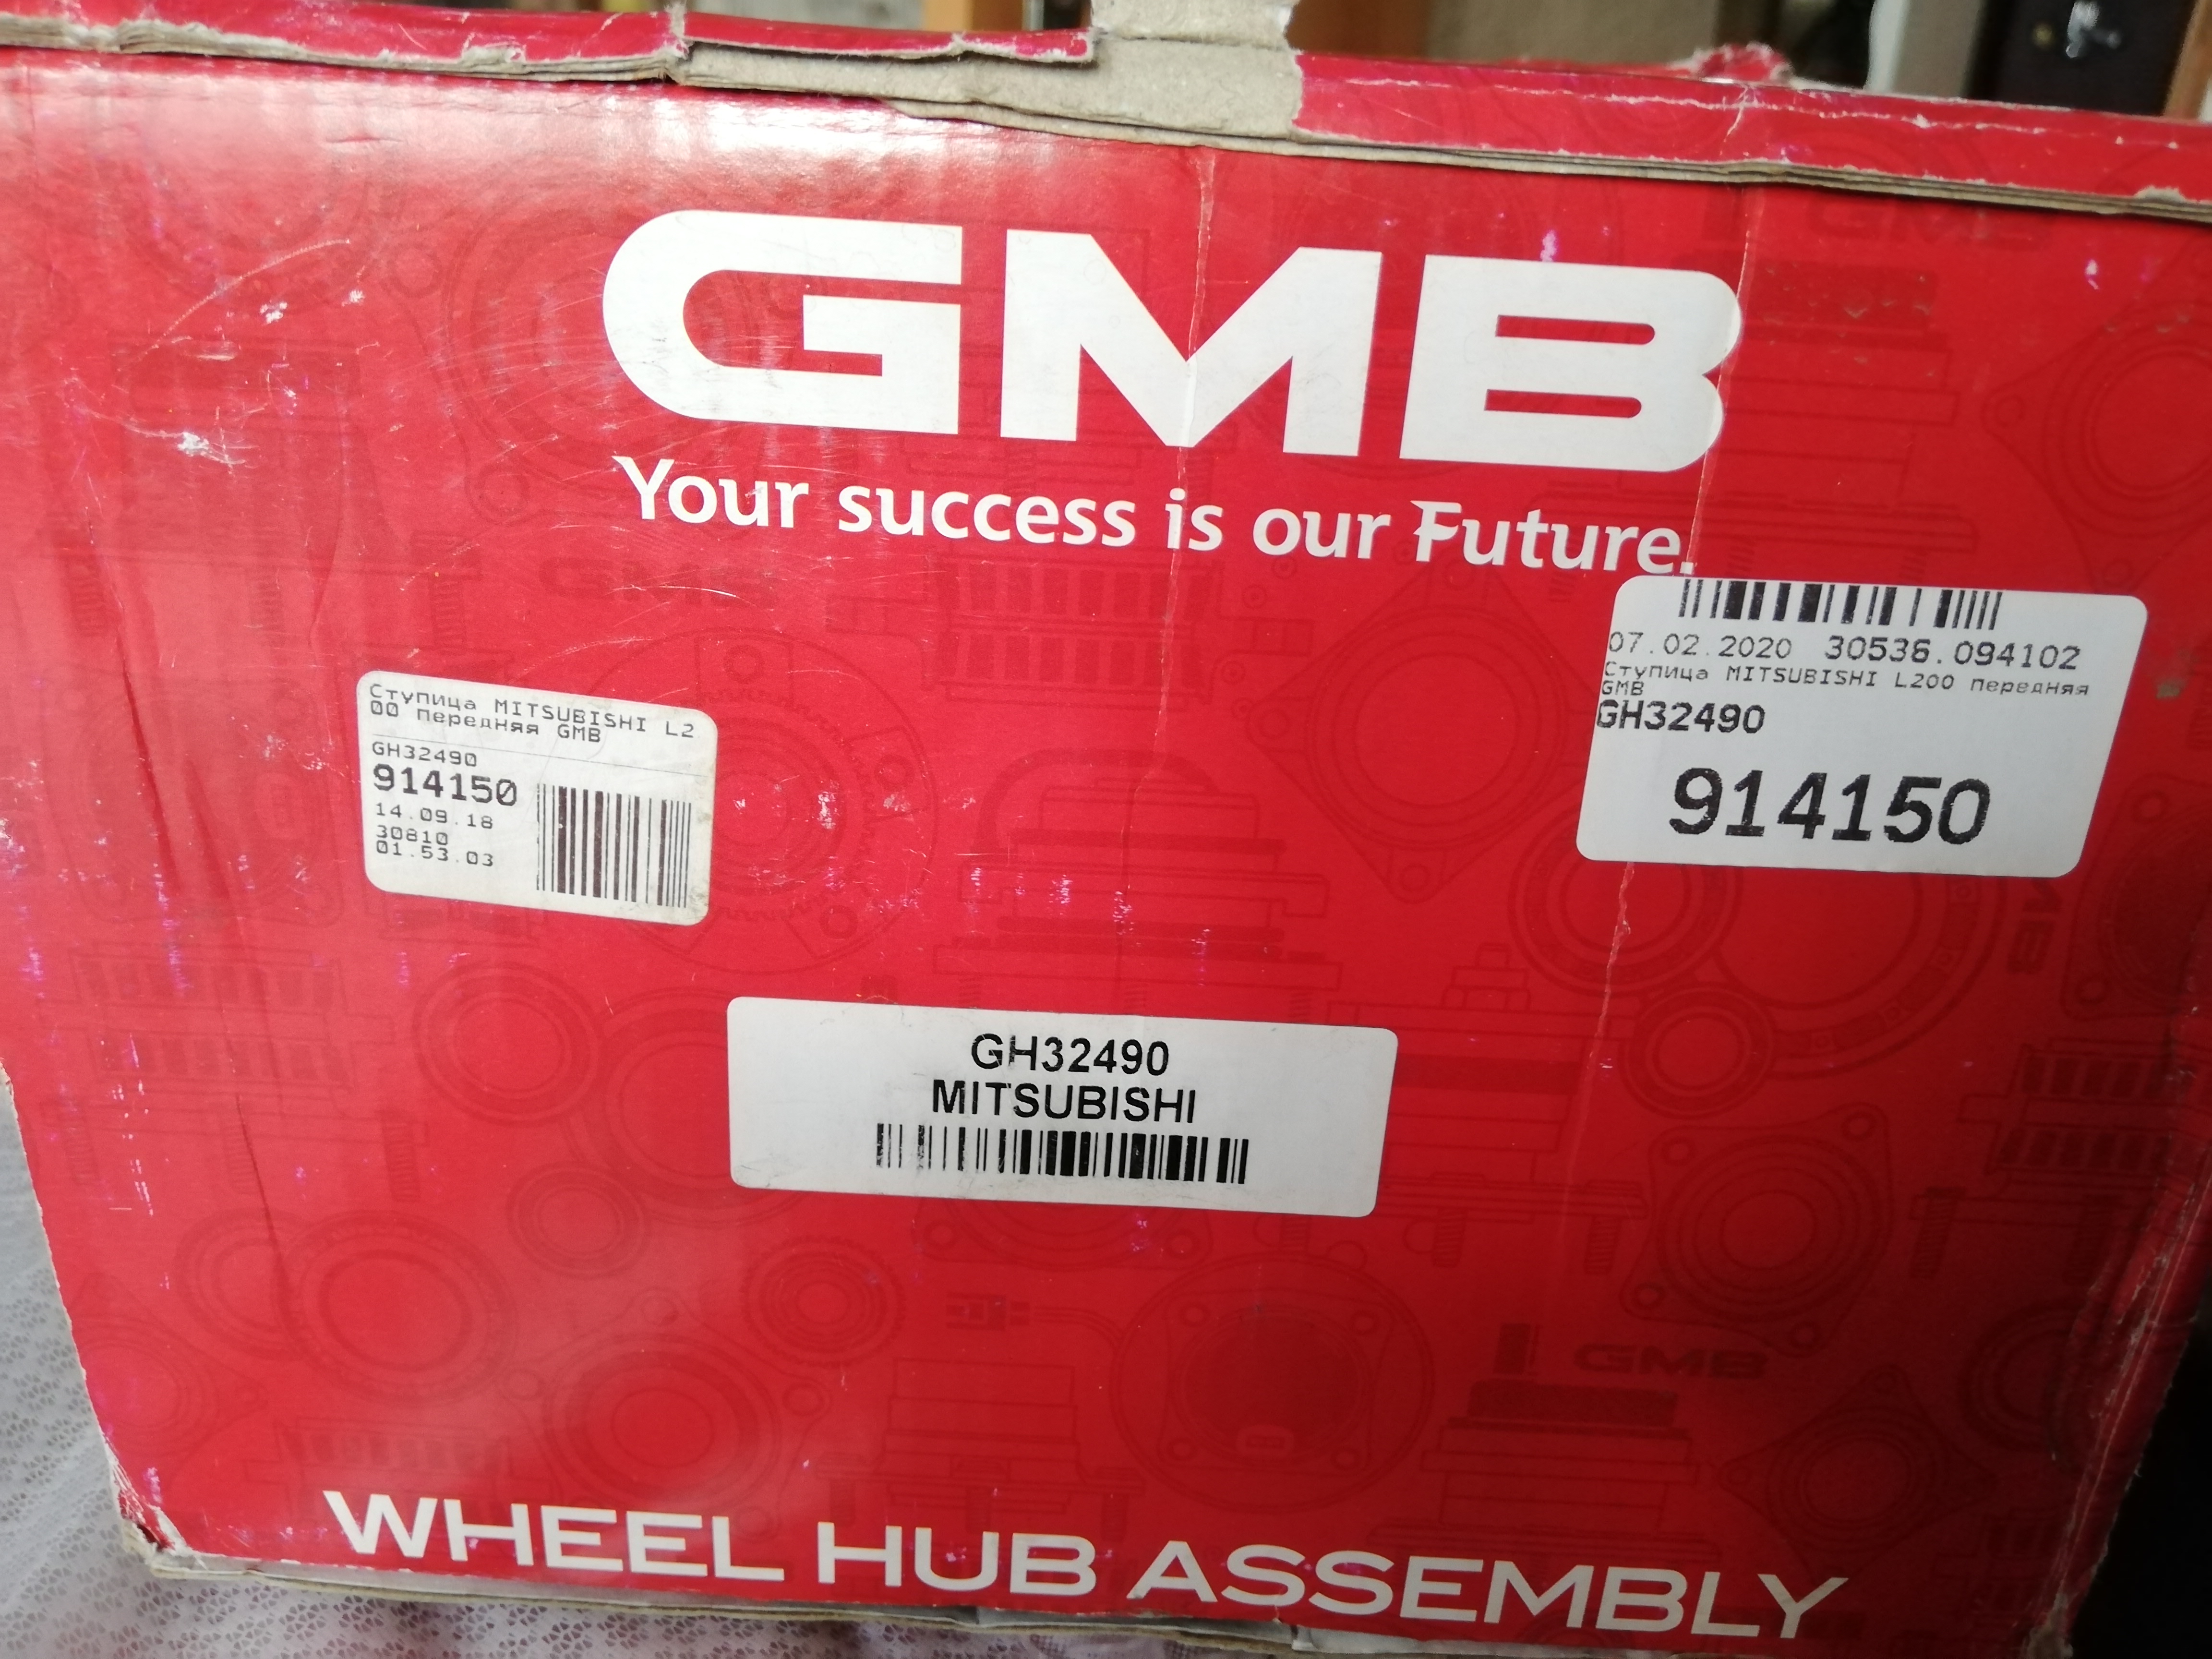 GMB
Your success is our Future.
07.02.2020 30536.094102
Ступица MITSUBISHI L200 передняя
GMB
GH32490
914150
Ступица MITSUBISHI L2
00 передняя GMB
GH32490
914150
14.09.18
30810
01.53.03
GH32490
MITSUBISHI
WHEEL HUB ASSEMBLY